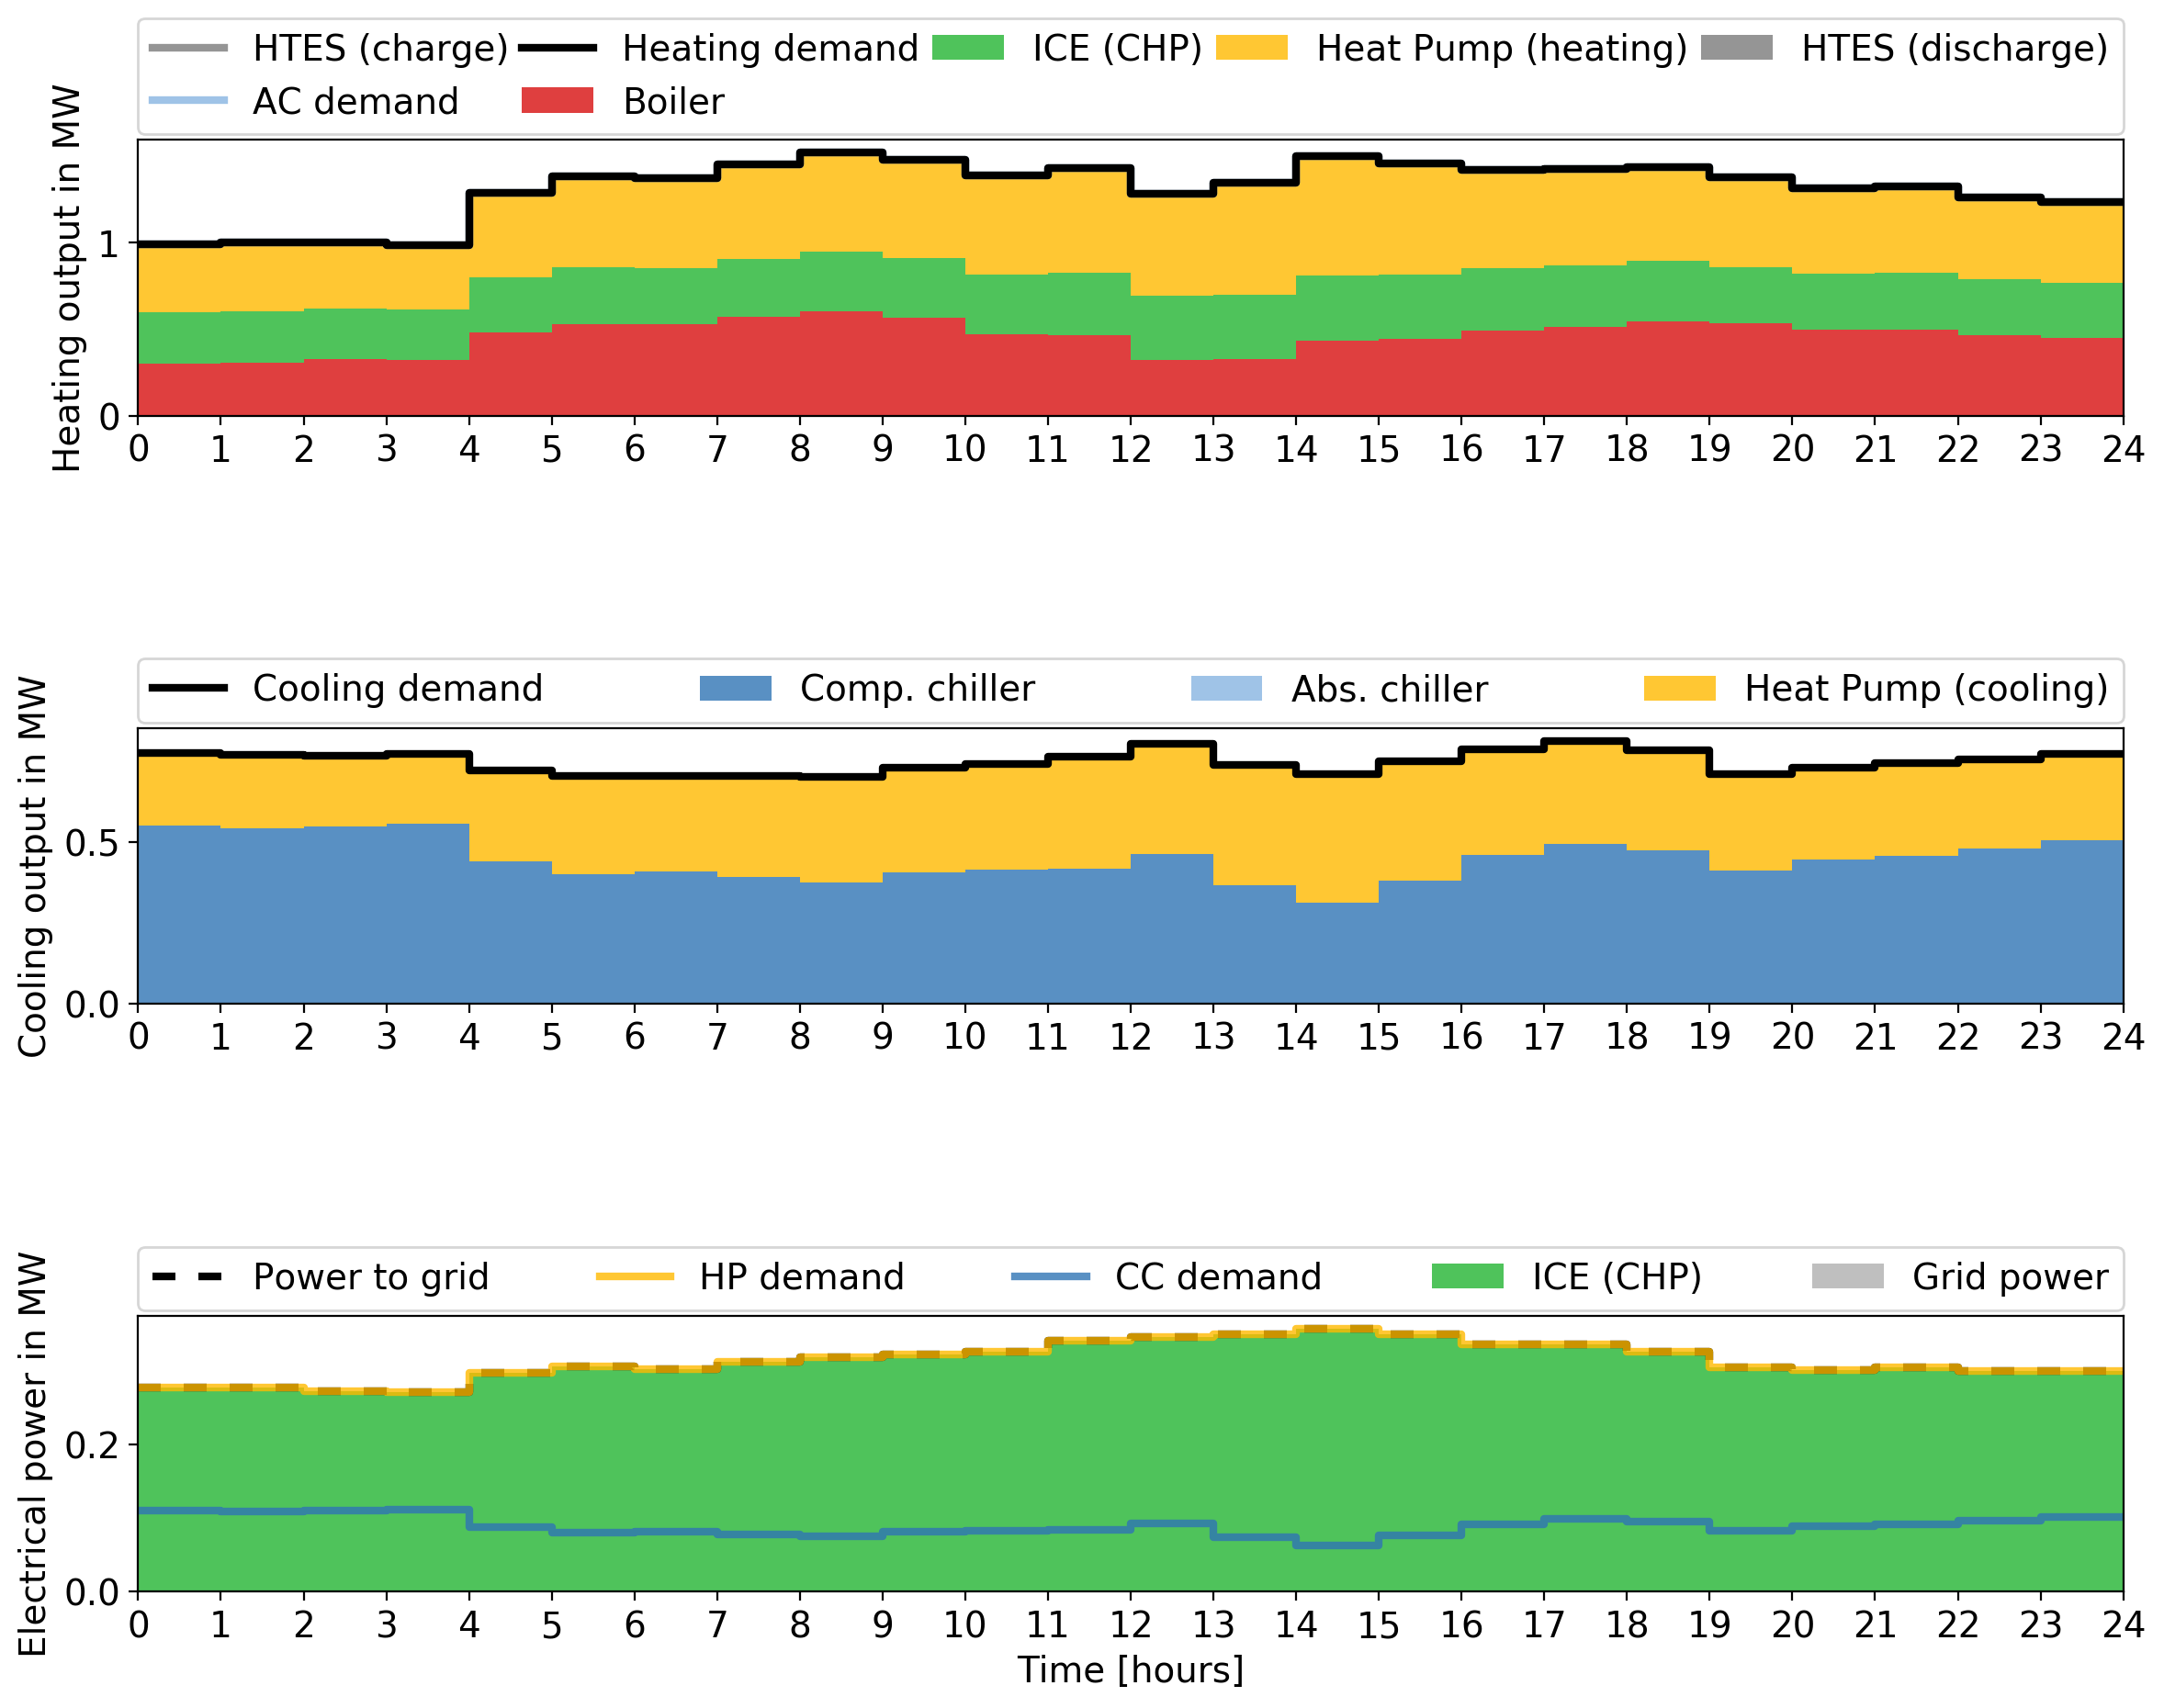 HTES (charge) Heating demand ICE (CHP) Heat Pump (heating) HTES (discharge)
AC demand Boiler
Heating output in MW
1
0
0 1 2 3 4 5 6 7 8 9 10 11 12 13 14 15 16 17 18 19 20 21 22 23 24
Cooling demand Comp. chiller Abs. chiller Heat Pump (cooling)
Cooling output in MW
0.5
0.0
0 1 2 3 4 5 6 7 8 9 10 11 12 13 14 15 16 17 18 19 20 21 22 23 24
Power to grid HP demand CC demand ICE (CHP) Grid power
Electrical power in MW
0.2
0.0
0 1 2 3 4 5 6 7 8 9 10 11 12 13 14 15 16 17 18 19 20 21 22 23 24
Time [hours]